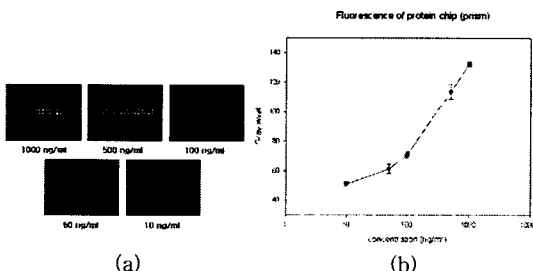 Fluorescence of protein chip (prism)
1000 ng/ml
500 ng/ml
100 ng/ml
50 ng/ml
10 ng/ml
140
120
100
80
60
40
10
100
1000
concentration (ng/ml)
(a)
(b)